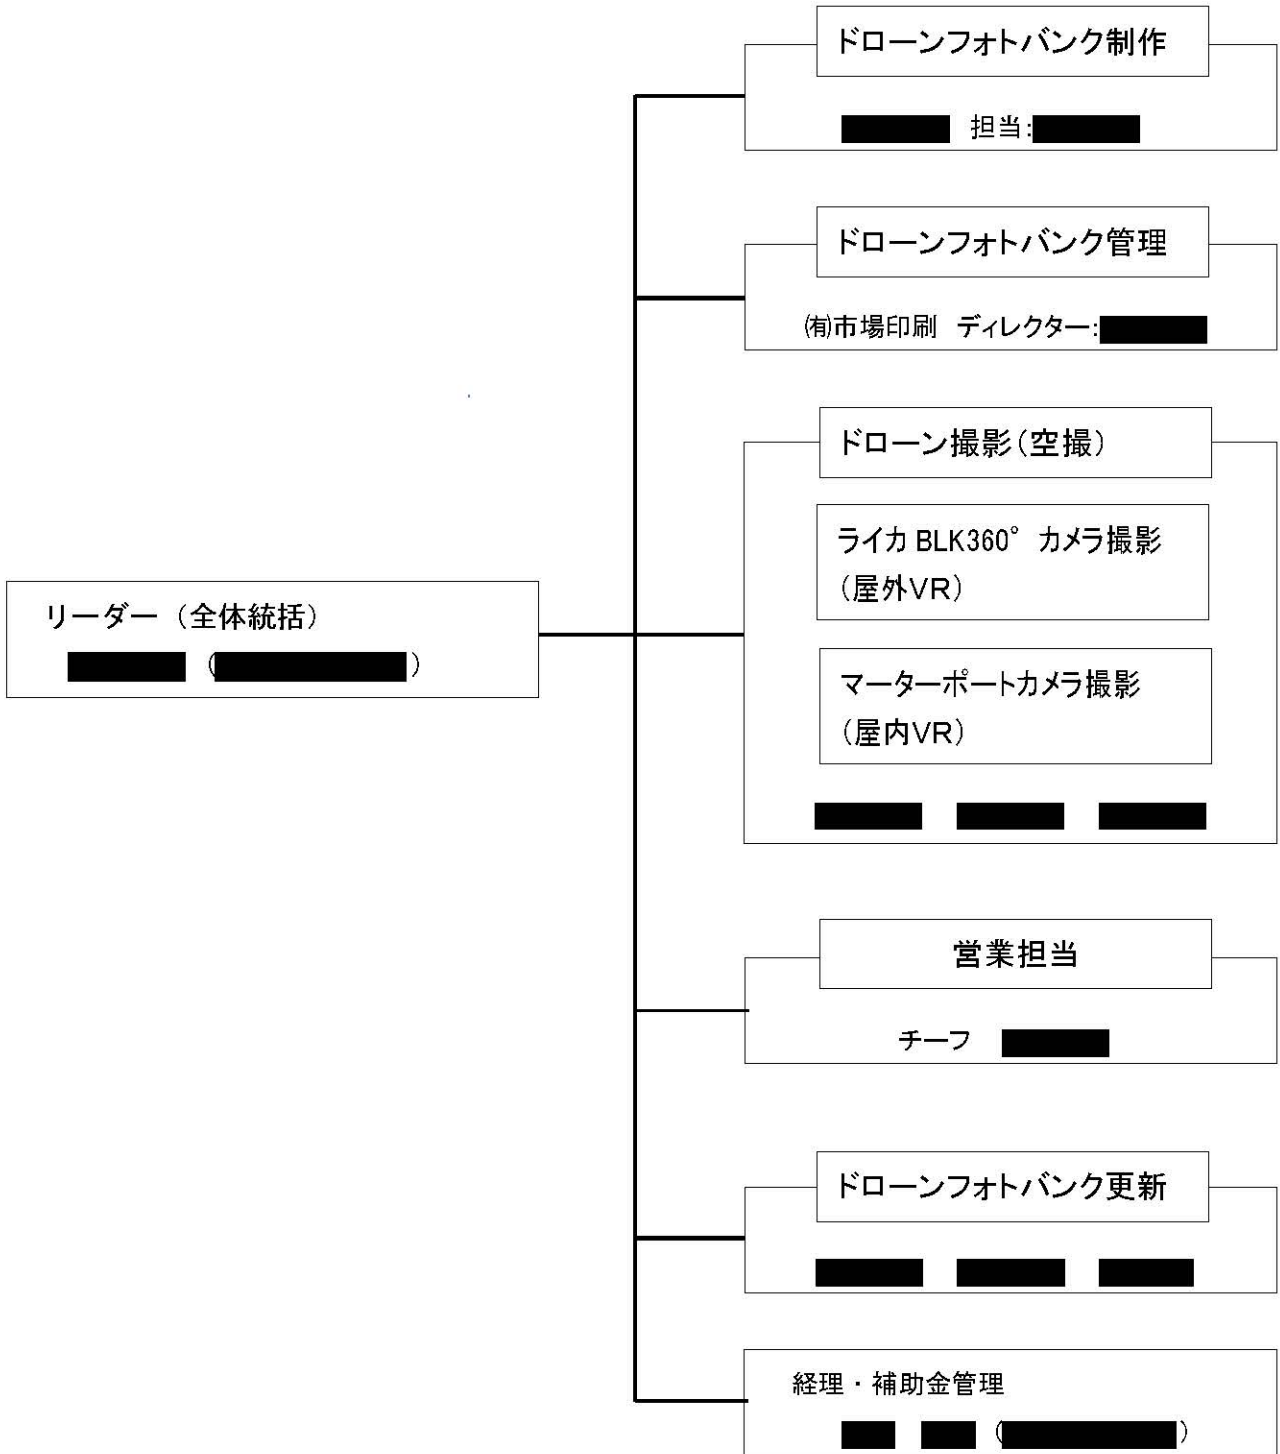 ドローンフォトバンク制作
担当:
ドローンフォトバンク管理
㈲市場印刷 ディレクター:
ドローン撮影(空撮)
ライカ BLK360° カメラ撮影
(屋外VR)
リーダー (全体統括)
( )
マーターポートカメラ撮影
(屋内VR)
営業担当
チーフ
ドローンフォトバンク更新
経理・補助金管理
( )